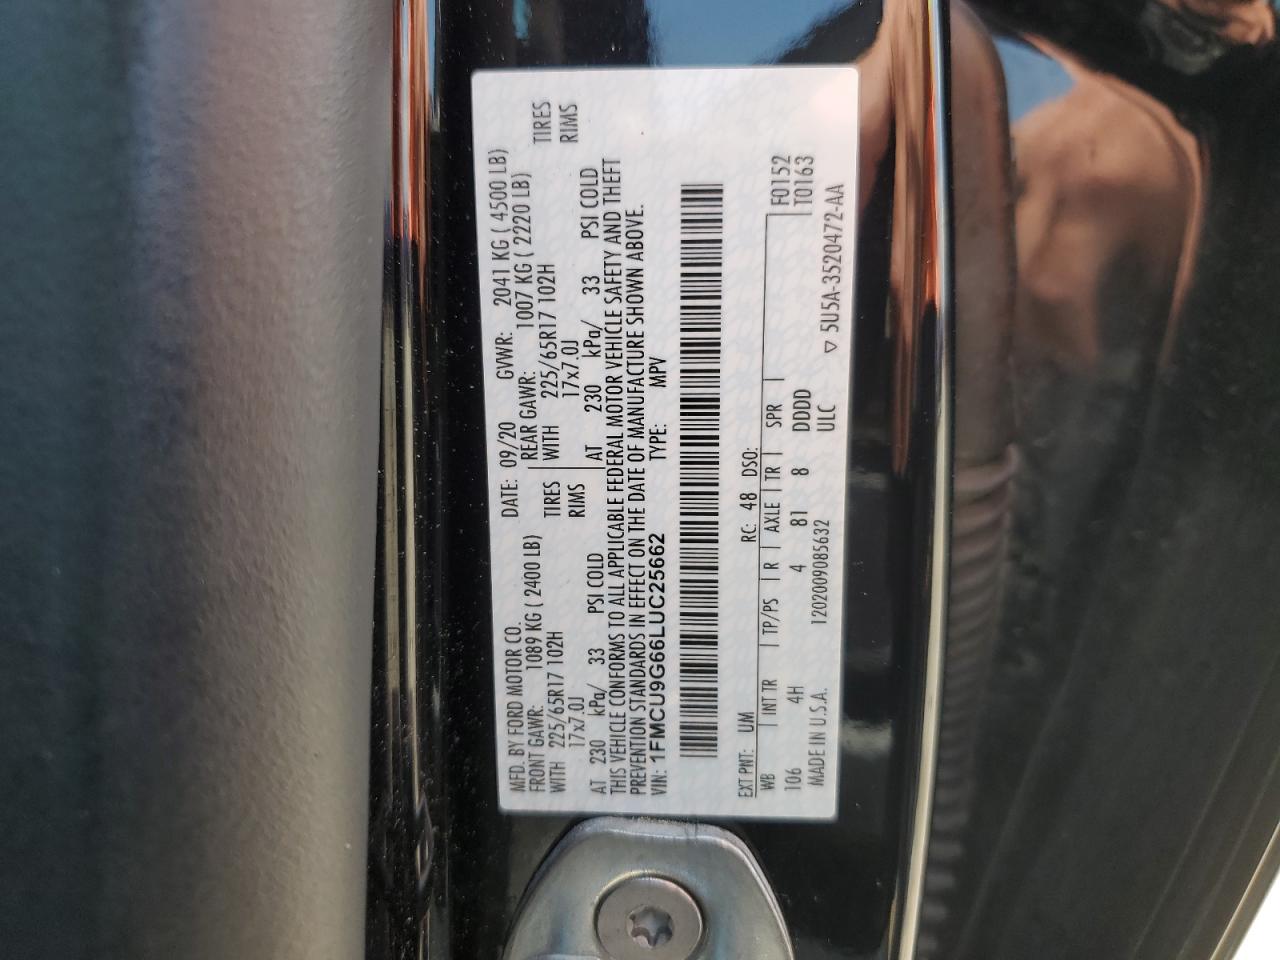 MFD. BY FORD MOTOR CO. DATE: 09/20 GVWR: 2041 KG ( 4500 LB)
FRONT GAWR: 1089 KG ( 2400 LB) REAR GAWR: 1007 KG ( 2220 LB)
WITH 225/65R17 102H TIRES WITH 225/65R17 102H TIRES
17x7.0J RIMS 17x7.0J RIMS
AT 230 kPa/ 33 PSI COLD AT 230 kPa/ 33 PSI COLD
THIS VEHICLE CONFORMS TO ALL APPLICABLE FEDERAL MOTOR VEHICLE SAFETY AND THEFT
PREVENTION STANDARDS IN EFFECT ON THE DATE OF MANUFACTURE SHOWN ABOVE.
VIN: 1FMCU9G66LUC25662 TYPE: MPV
EXT PNT: UM RC: 48 DSO:
WB INT TR TP/PS R AXLE TR SPR F0152
106 4H 4 81 8 DDDD T0163
MADE IN U.S.A. 1202009085632 ULC
▽ 5U5A-3520472-AA